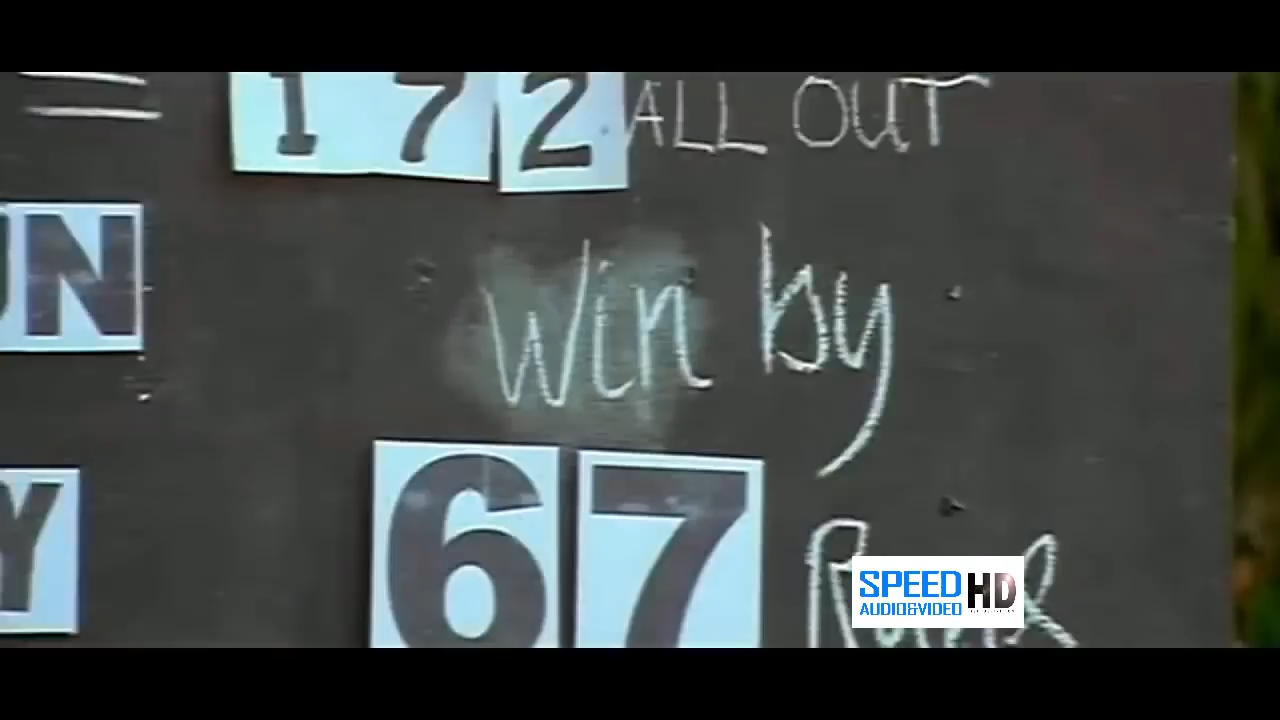 = 172 ALL OUT
UN
Win by
Y
67
SPEED HD
AUDIO&VIDEO